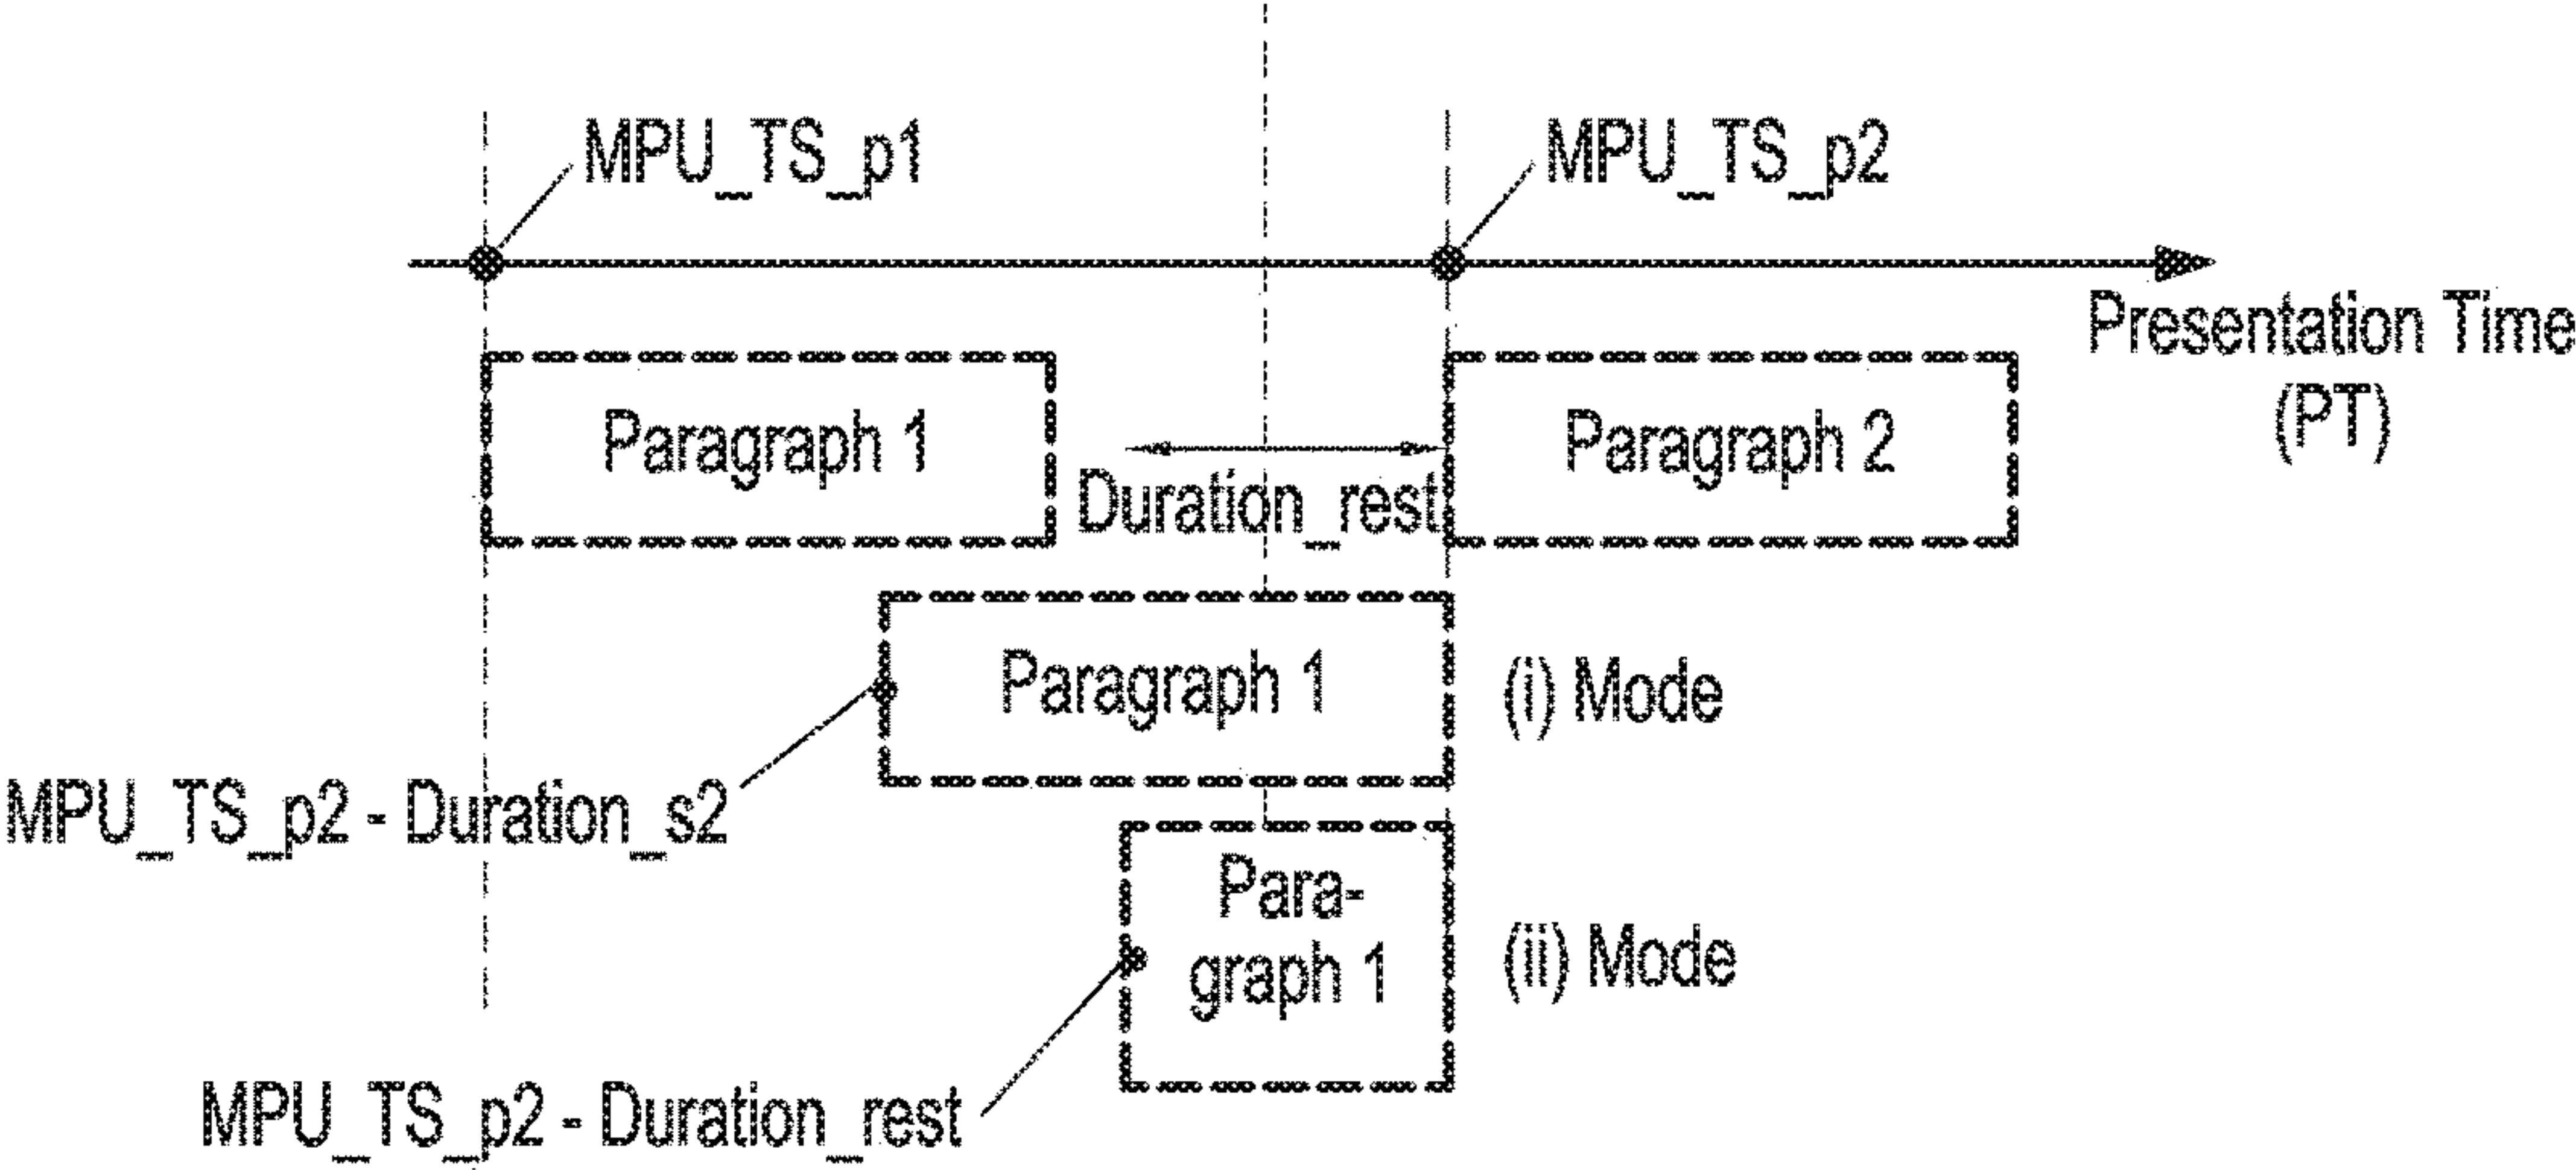 MPU_TS_p1
MPU_TS_p2
Presentation Time
(PT)
Paragraph 1
Duration_rest
Paragraph 2
Paragraph 1
(i) Mode
MPU_TS_p2 - Duration_s2
Para-
graph 1
(ii) Mode
MPU_TS_p2 - Duration_rest